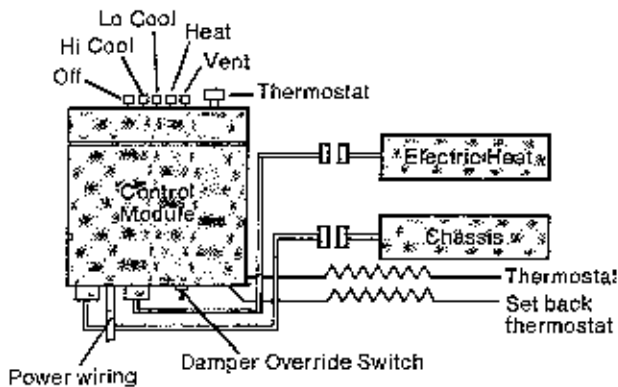 Lo Cool
Heat
Hi Cool
Vent
Off
Thermostat
Electric Heat
Control
Module
Chassis
Thermostat
Set back
thermostat
Damper Override Switch
Power wiring